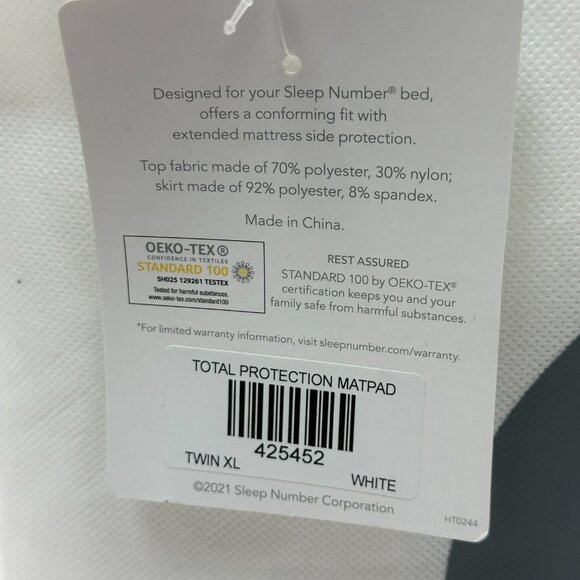 Designed for your Sleep Number® bed,
offers a conforming fit with
extended mattress side protection.
Top fabric made of 70% polyester, 30% nylon;
skirt made of 92% polyester, 8% spandex.
Made in China.
OEKO-TEX®
CONFIDENCE IN TEXTILES
STANDARD 100
SH025 129261 TESTEX
Tested for harmful substances.
www.oeko-tex.com/standard100
REST ASSURED
STANDARD 100 by OEKO-TEX®
certification keeps you and your
family safe from harmful substances.
*For limited warranty information, visit sleepnumber.com/warranty.
TOTAL PROTECTION MATPAD
425452
TWIN XL
WHITE
©2021 Sleep Number Corporation
HT0244